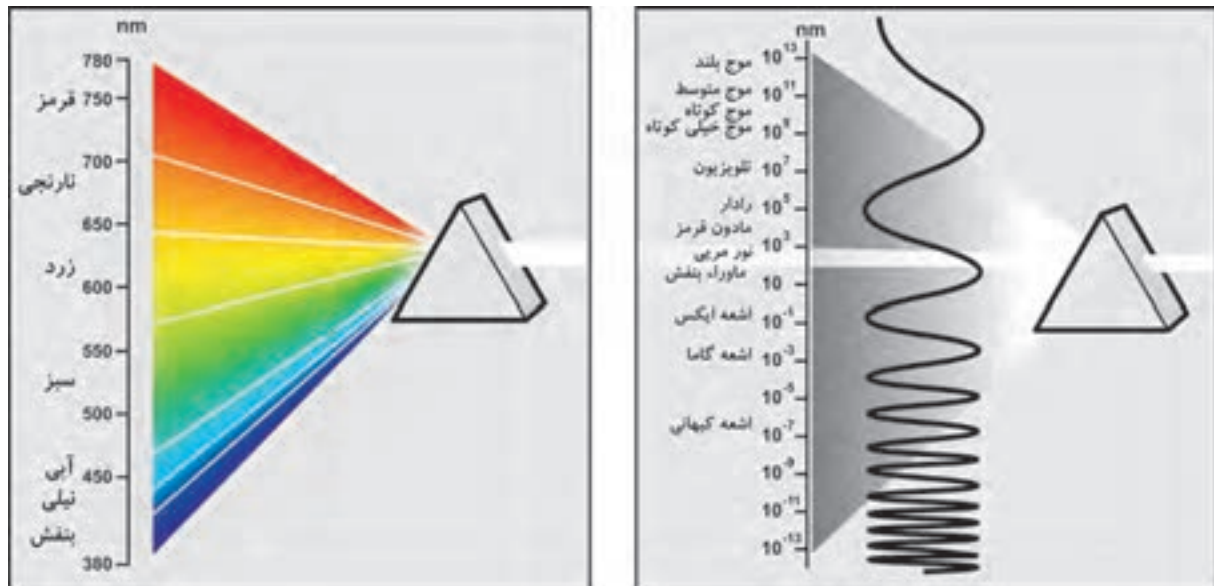 nm
780
750
قرمز
700
نارنجی
650
زرد
600
550
سبز
500
450
آبی
نیلی
بنفش
380
nm
موج بلند 10¹³
موج متوسط 10¹¹
موج کوتاه
موج خیلی کوتاه 10⁹
تلویزیون 10⁷
رادار 10⁵
مادون قرمز
10³
نور مریی
ماوراء بنفش
10
اشعه ایکس 10⁻¹
اشعه گاما 10⁻³
10⁻⁵
اشعه کیهانی 10⁻⁷
10⁻⁹
10⁻¹¹
10⁻¹³